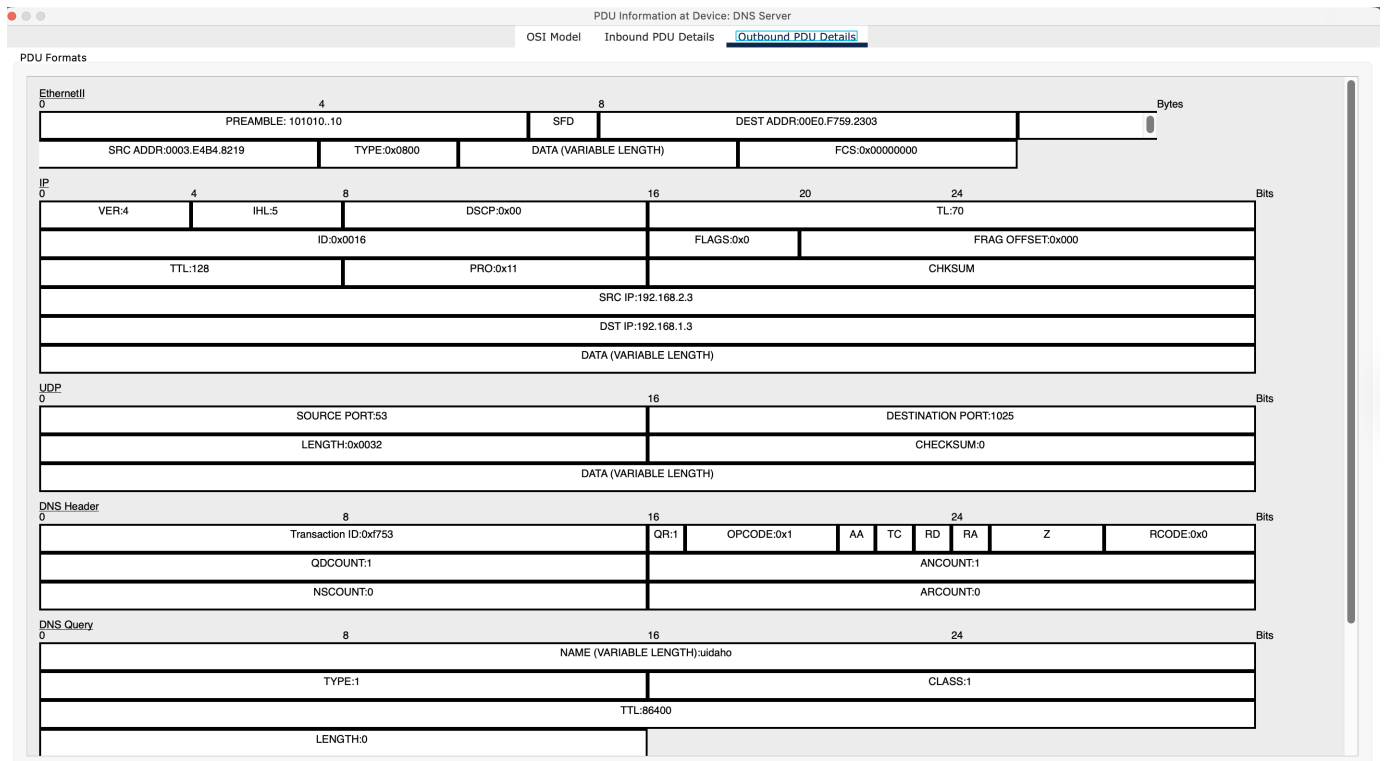 PDU Information at Device: DNS Server
OSI Model Inbound PDU Details Outbound PDU Details
PDU Formats
EthernetII
0 4 8 Bytes
PREAMBLE: 101010..10 SFD DEST ADDR:00E0.F759.2303
SRC ADDR:0003.E4B4.8219 TYPE:0x0800 DATA (VARIABLE LENGTH) FCS:0x00000000
IP
0 4 8 16 20 24 Bits
VER:4 IHL:5 DSCP:0x00 TL:70
ID:0x0016 FLAGS:0x0 FRAG OFFSET:0x000
TTL:128 PRO:0x11 CHKSUM
SRC IP:192.168.2.3
DST IP:192.168.1.3
DATA (VARIABLE LENGTH)
UDP
0 16 Bits
SOURCE PORT:53 DESTINATION PORT:1025
LENGTH:0x0032 CHECKSUM:0
DATA (VARIABLE LENGTH)
DNS Header
0 8 16 24 Bits
Transaction ID:0xf753 QR:1 OPCODE:0x1 AA TC RD RA Z RCODE:0x0
QDCOUNT:1 ANCOUNT:1
NSCOUNT:0 ARCOUNT:0
DNS Query
0 8 16 24 Bits
NAME (VARIABLE LENGTH):uidaho
TYPE:1 CLASS:1
TTL:86400
LENGTH:0